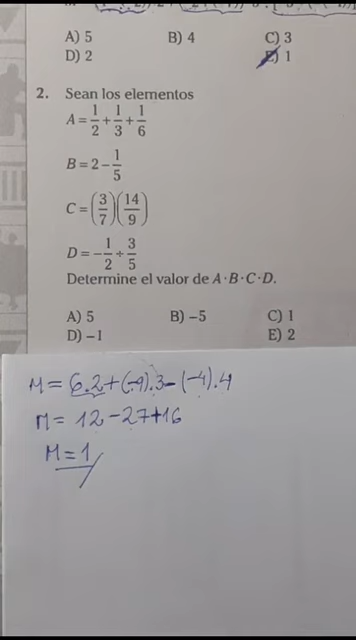 A) 5 B) 4 C) 3
D) 2 E) 1
2. Sean los elementos
A = 1/2 + 1/3 + 1/6
B = 2 - 1/5
C = (3/7)(14/9)
D = - 1/2 ÷ 3/5
Determine el valor de A·B·C·D.
A) 5 B) -5 C) 1
D) -1 E) 2
M = 6.2+(-9).3-(-4).4
M = 12-27+16
M = 1